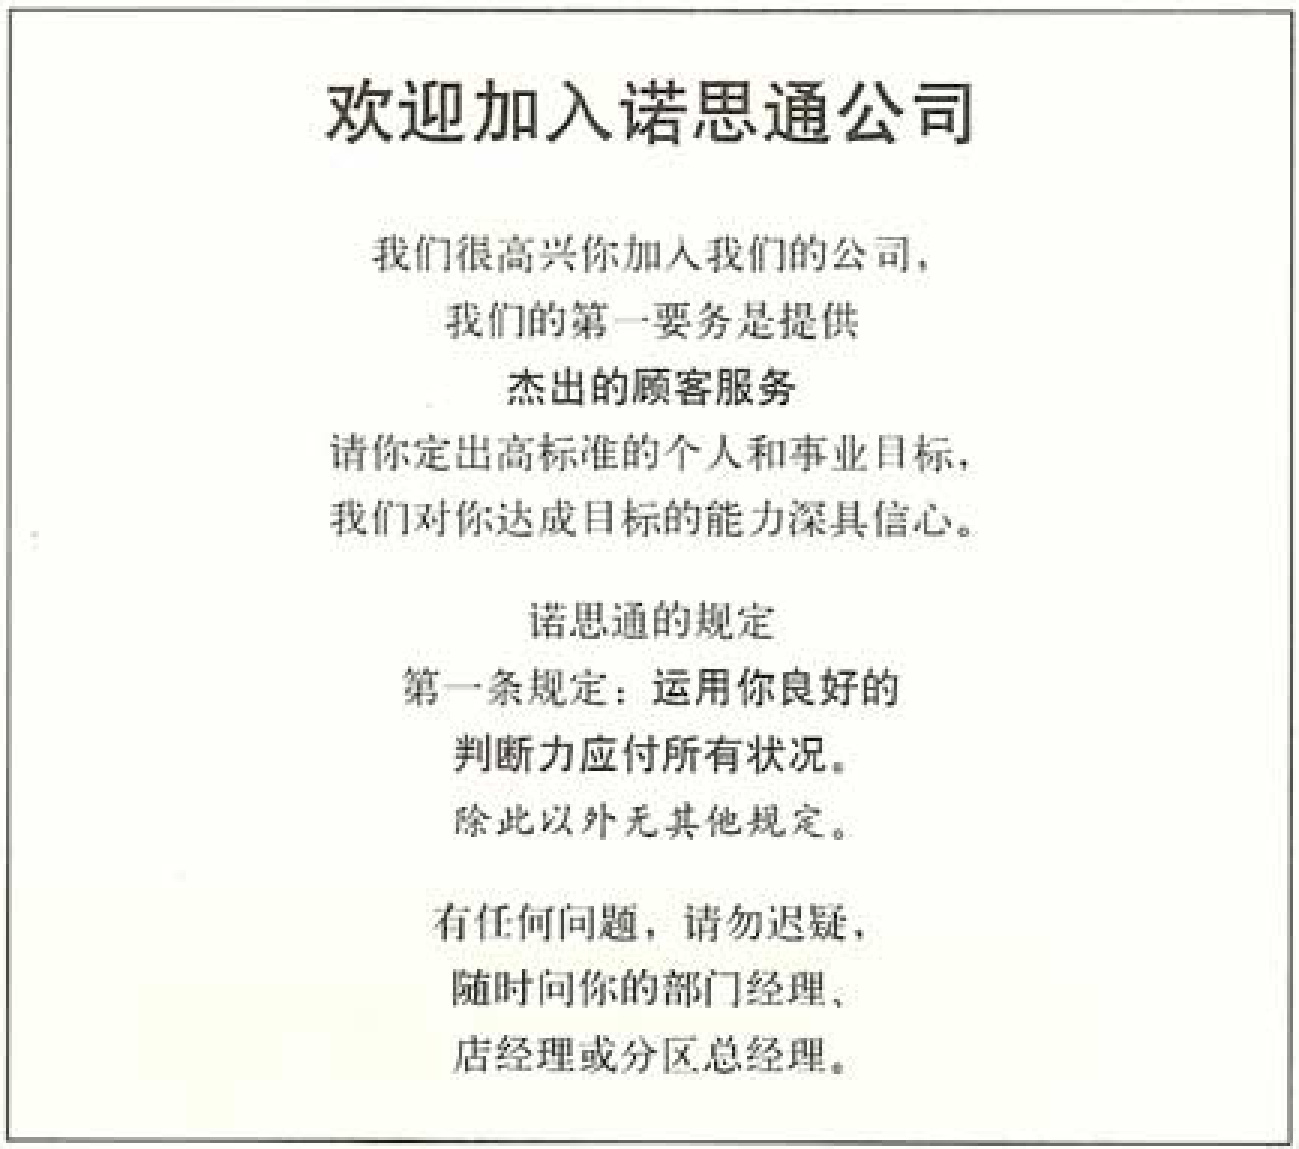 欢迎加入诺思通公司
我们很高兴你加入我们的公司，
我们的第一要务是提供
杰出的顾客服务
请你定出高标准的个人和事业目标，
我们对你达成目标的能力深具信心。
诺思通的规定
第一条规定：运用你良好的
判断力应付所有状况。
除此以外无其他规定。
有任何问题，请勿迟疑，
随时问你的部门经理、
店经理或分区总经理。